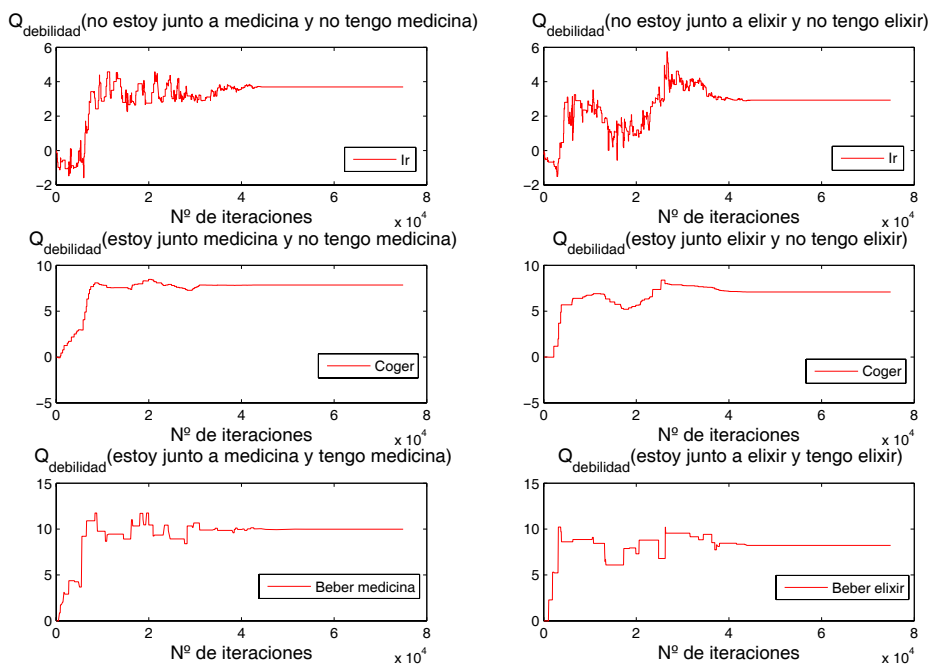 Q_debilidad(no estoy junto a medicina y no tengo medicina)
6
4
2
0
−2
0
2
4
6
8
x 10^4
Nº de iteraciones
Ir
Q_debilidad(no estoy junto a elixir y no tengo elixir)
6
4
2
0
−2
0
2
4
6
8
x 10^4
Nº de iteraciones
Ir
Q_debilidad(estoy junto medicina y no tengo medicina)
10
5
0
−5
0
2
4
6
8
x 10^4
Nº de iteraciones
Coger
Q_debilidad(estoy junto elixir y no tengo elixir)
10
5
0
−5
0
2
4
6
8
x 10^4
Nº de iteraciones
Coger
Q_debilidad(estoy junto a medicina y tengo medicina)
15
10
5
0
0
2
4
6
8
x 10^4
Nº de iteraciones
Beber medicina
Q_debilidad(estoy junto a elixir y tengo elixir)
15
10
5
0
0
2
4
6
8
x 10^4
Nº de iteraciones
Beber elixir